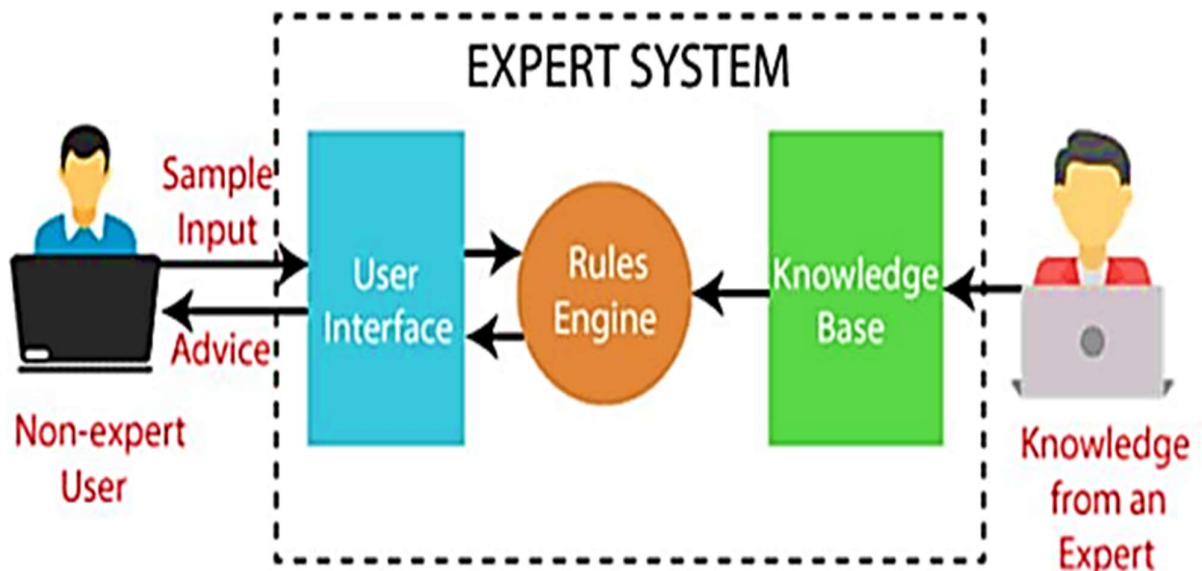 EXPERT SYSTEM
Sample
Input
Advice
Non-expert
User
User
Interface
Rules
Engine
Knowledge
Base
Knowledge
from an
Expert